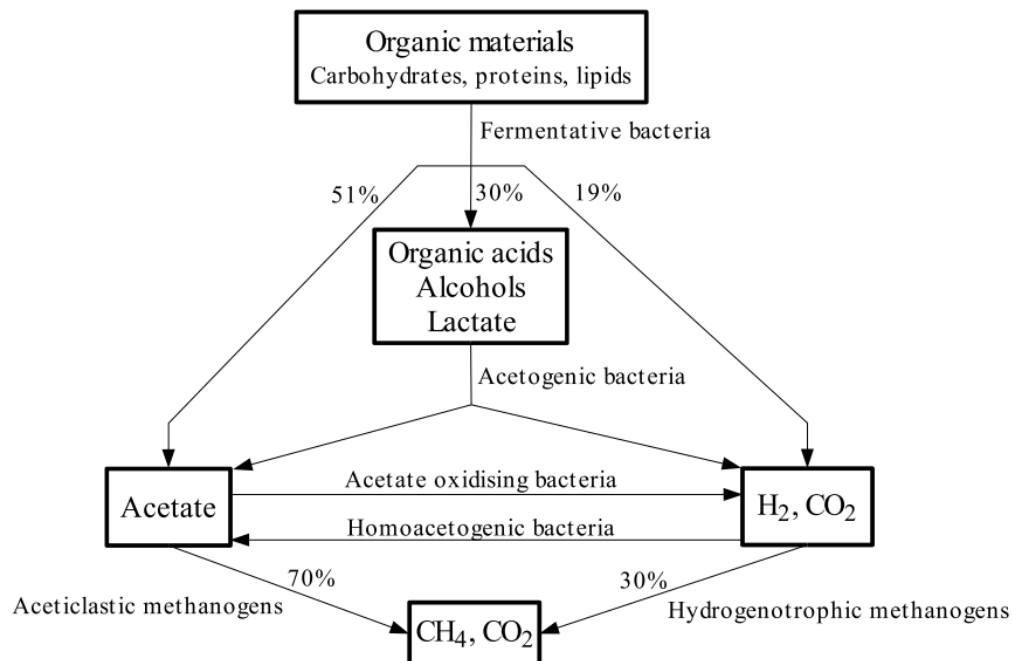 Organic materials
Carbohydrates, proteins, lipids
Fermentative bacteria
51%
30%
19%
Organic acids
Alcohols
Lactate
Acetogenic bacteria
Acetate
Acetate oxidising bacteria
H₂, CO₂
Homoacetogenic bacteria
70%
30%
Aceticlastic methanogens
CH₄, CO₂
Hydrogenotrophic methanogens